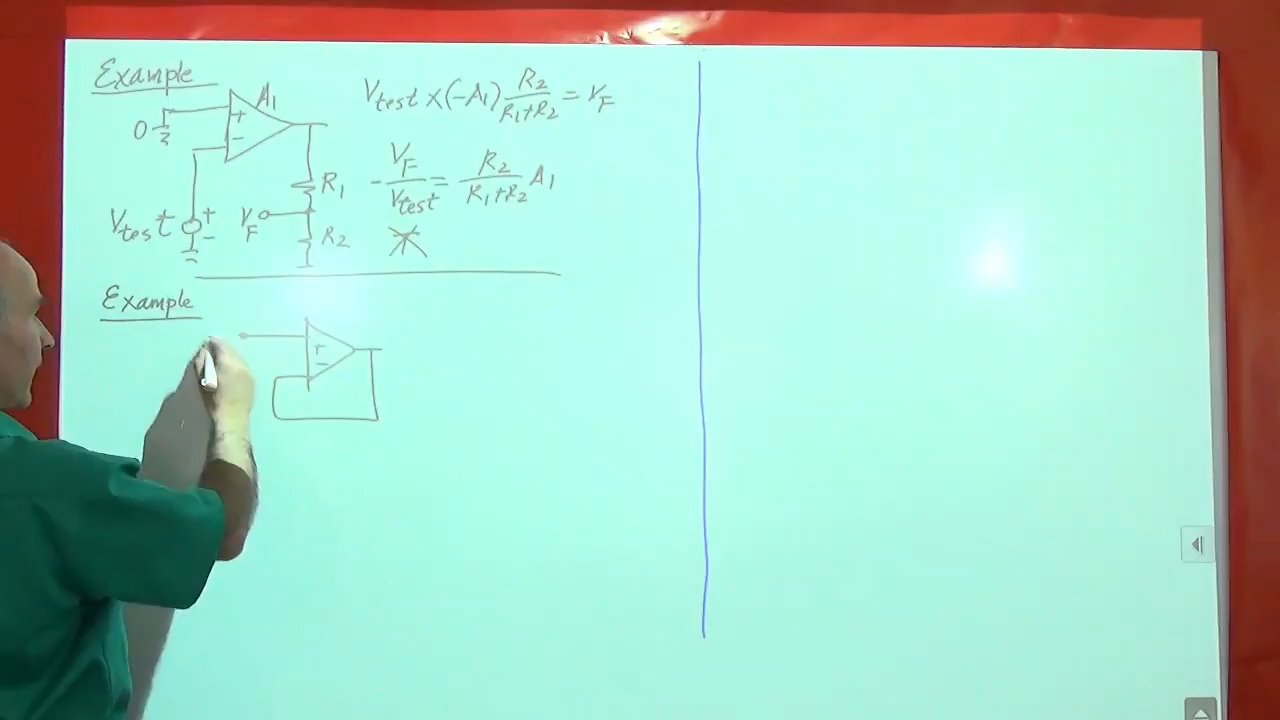 Example
A1
+
-
0
Vtest × (-A1) R2/(R1+R2) = VF
- VF/Vtest = R2/(R1+R2) A1
R1
Vtest
+
-
VF
R2
Example
+
-